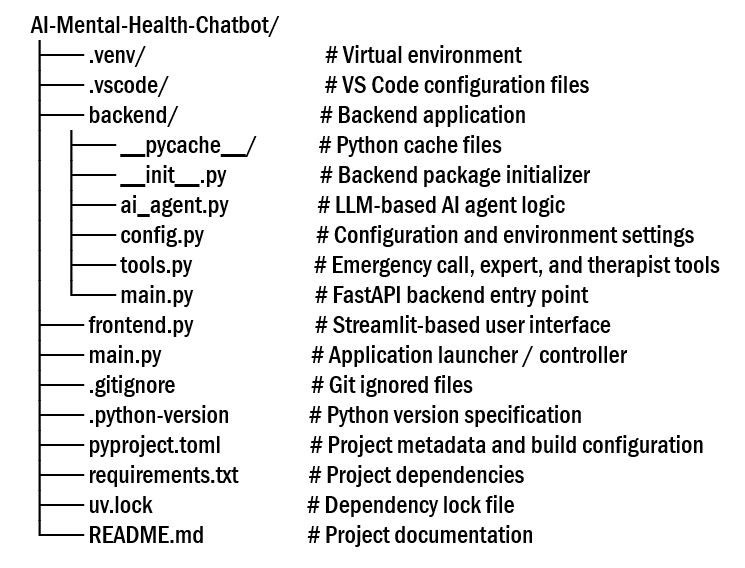 AI-Mental-Health-Chatbot/
├── .venv/ # Virtual environment
├── .vscode/ # VS Code configuration files
├── backend/ # Backend application
│ ├── __pycache__/ # Python cache files
│ ├── __init__.py # Backend package initializer
│ ├── ai_agent.py # LLM-based AI agent logic
│ ├── config.py # Configuration and environment settings
│ ├── tools.py # Emergency call, expert, and therapist tools
│ └── main.py # FastAPI backend entry point
├── frontend.py # Streamlit-based user interface
├── main.py # Application launcher / controller
├── .gitignore # Git ignored files
├── .python-version # Python version specification
├── pyproject.toml # Project metadata and build configuration
├── requirements.txt # Project dependencies
├── uv.lock # Dependency lock file
└── README.md # Project documentation